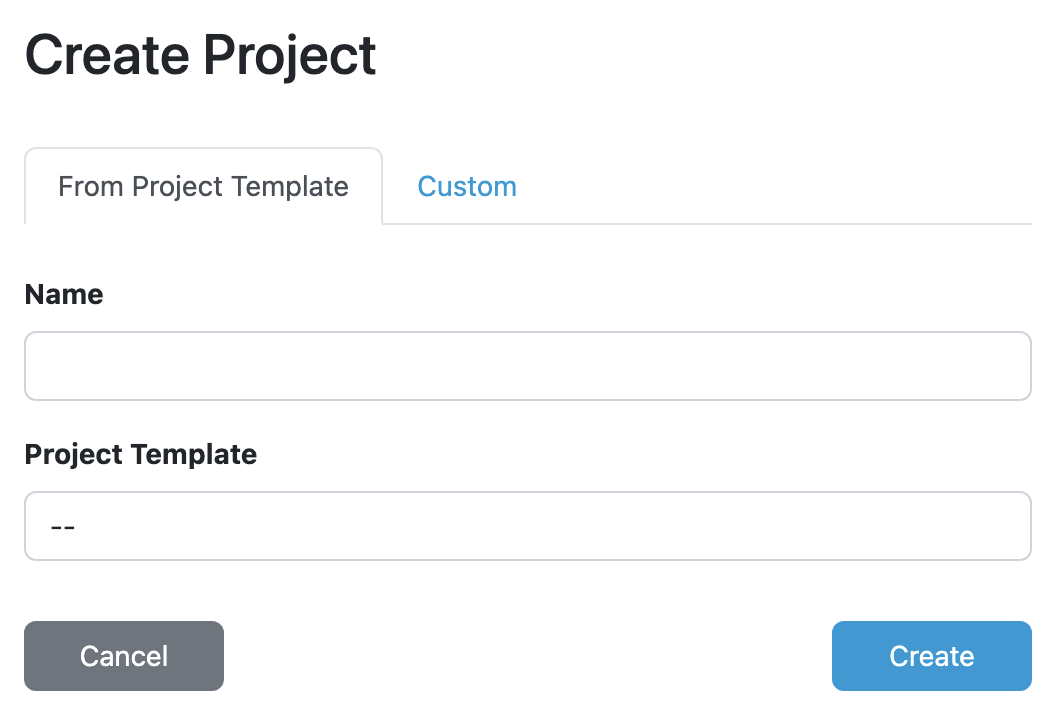 Create Project
From Project Template Custom
Name
Project Template
--
Cancel Create